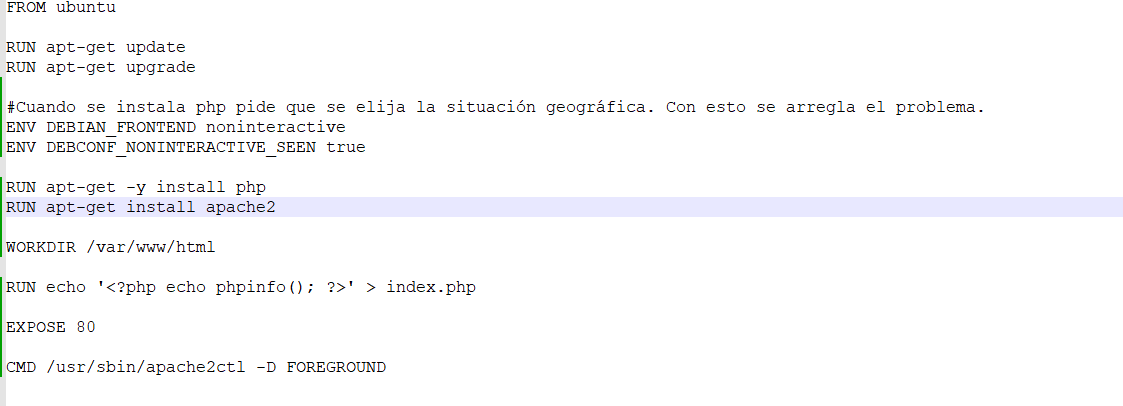 FROM ubuntu
RUN apt-get update
RUN apt-get upgrade
#Cuando se instala php pide que se elija la situación geográfica. Con esto se arregla el problema.
ENV DEBIAN_FRONTEND noninteractive
ENV DEBCONF_NONINTERACTIVE_SEEN true
RUN apt-get -y install php
RUN apt-get install apache2
WORKDIR /var/www/html
RUN echo '<?php echo phpinfo(); ?>' > index.php
EXPOSE 80
CMD /usr/sbin/apache2ctl -D FOREGROUND